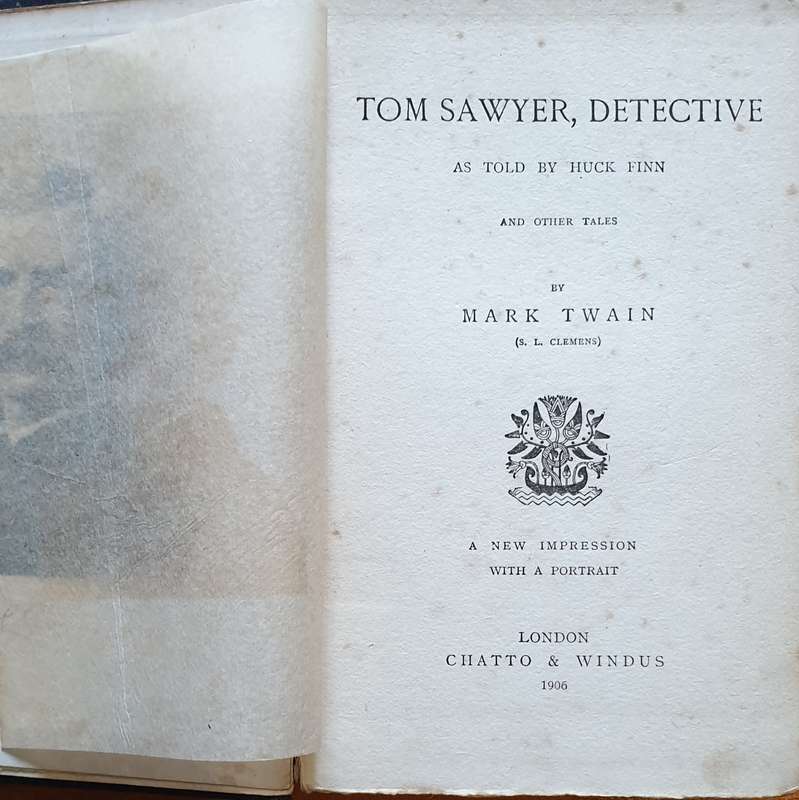 TOM SAWYER, DETECTIVE
AS TOLD BY HUCK FINN
AND OTHER TALES
BY
MARK TWAIN
(S. L. CLEMENS)
A NEW IMPRESSION
WITH A PORTRAIT
LONDON
CHATTO & WINDUS
1906